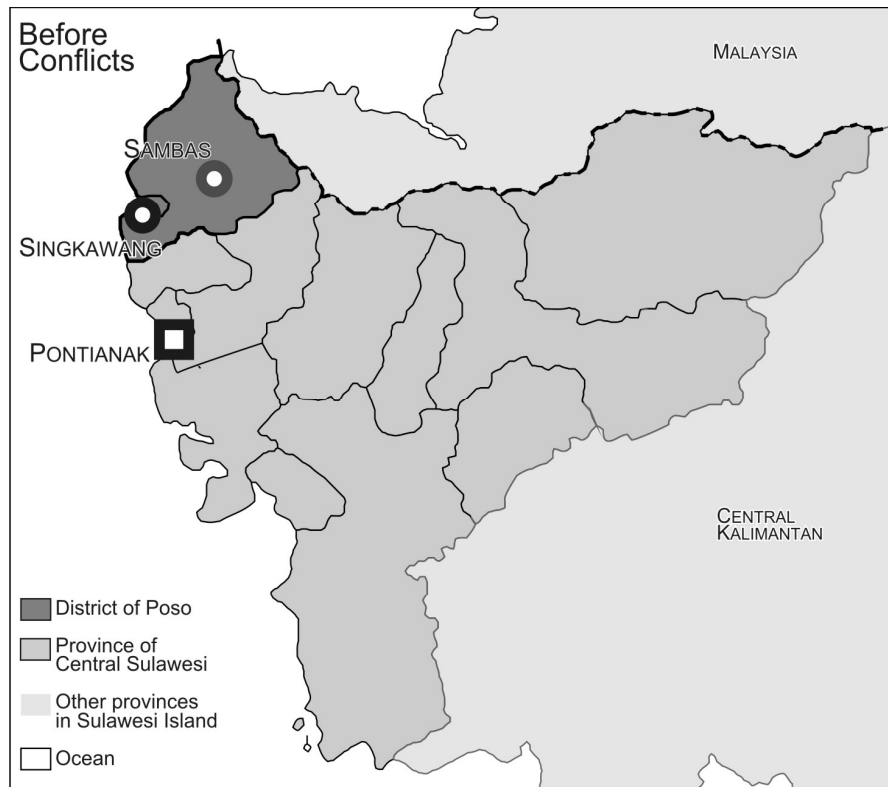 Before
Conflicts
MALAYSIA
SAMBAS
SINGKAWANG
PONTIANAK
CENTRAL
KALIMANTAN
District of Poso
Province of
Central Sulawesi
Other provinces
in Sulawesi Island
Ocean